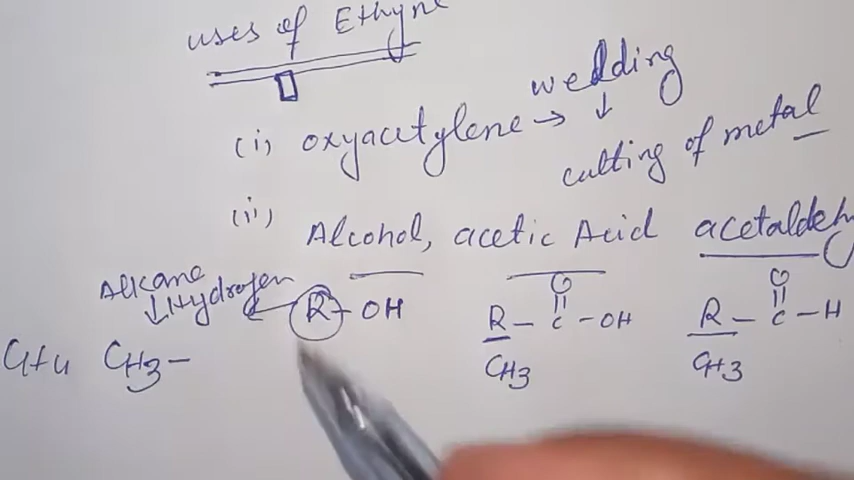 uses of Ethyne
wedding
(i) oxyacetylene → ↓
cutting of metal
(ii) Alcohol, acetic Acid acetaldeh
Alkane
Hydrogen R - OH R - C - OH R - C - H
O O
CH4 CH3 - CH3 CH3